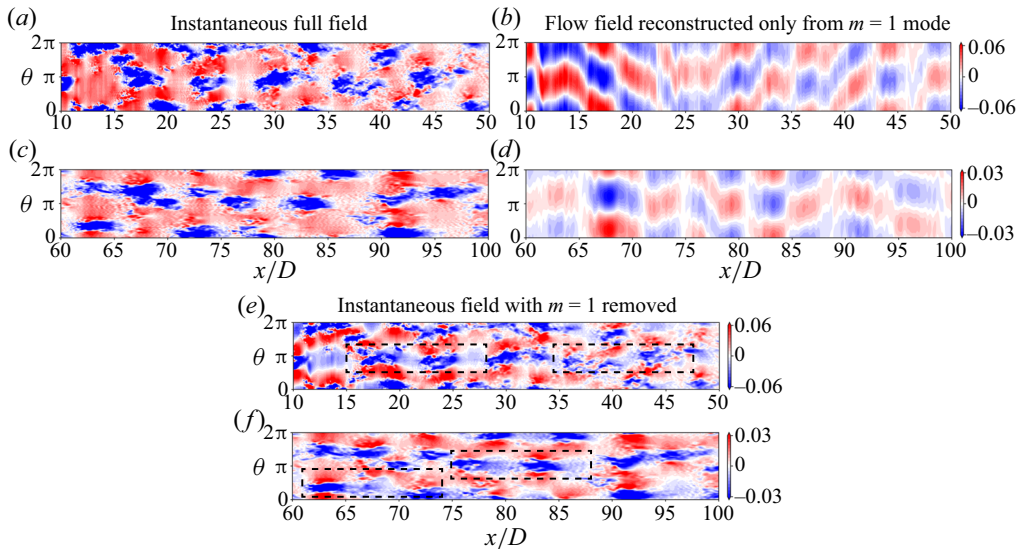 (a) Instantaneous full field
(b) Flow field reconstructed only from m = 1 mode
2π
θ π
0
10 15 20 25 30 35 40 45 50
10 15 20 25 30 35 40 45 50
0.06
0
−0.06
(c)
(d)
2π
θ π
0
60 65 70 75 80 85 90 95 100
60 65 70 75 80 85 90 95 100
0.03
0
−0.03
x/D
x/D
(e) Instantaneous field with m = 1 removed
2π
θ π
0
10 15 20 25 30 35 40 45 50
0.06
0
−0.06
(f)
2π
θ π
0
60 65 70 75 80 85 90 95 100
0.03
0
−0.03
x/D